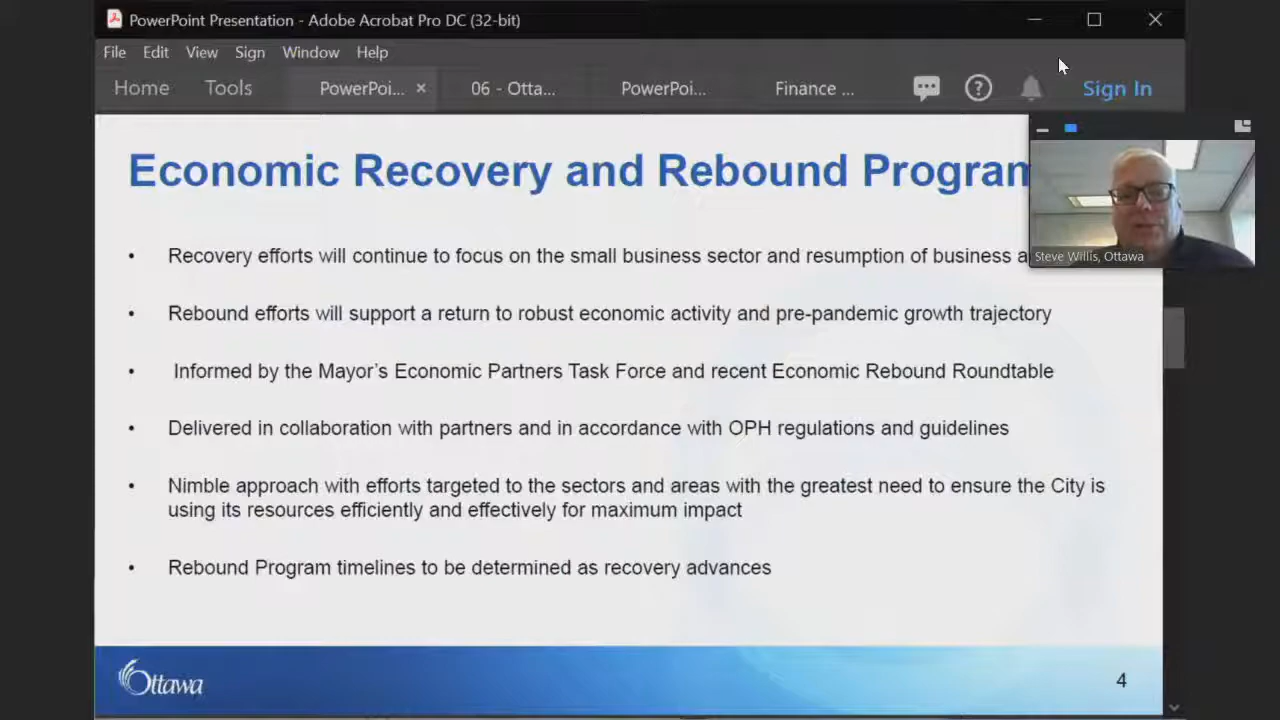 PowerPoint Presentation - Adobe Acrobat Pro DC (32-bit)
File Edit View Sign Window Help
Home Tools PowerPoi... × 06 - Otta... PowerPoi... Finance ... Sign In
Economic Recovery and Rebound Program
Steve Willis, Ottawa
• Recovery efforts will continue to focus on the small business sector and resumption of business a
• Rebound efforts will support a return to robust economic activity and pre-pandemic growth trajectory
• Informed by the Mayor’s Economic Partners Task Force and recent Economic Rebound Roundtable
• Delivered in collaboration with partners and in accordance with OPH regulations and guidelines
• Nimble approach with efforts targeted to the sectors and areas with the greatest need to ensure the City is
using its resources efficiently and effectively for maximum impact
• Rebound Program timelines to be determined as recovery advances
Ottawa
4